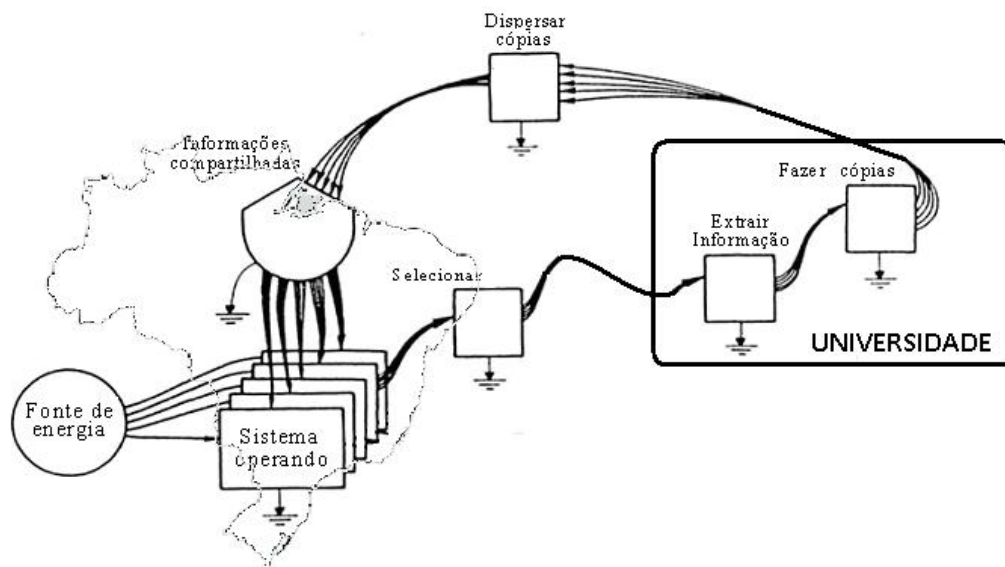 Dispersar
cópias
Informações
compartilhadas
Fazer cópias
Extrair
Informação
Selecionar
UNIVERSIDADE
Fonte de
energia
Sistema
operando